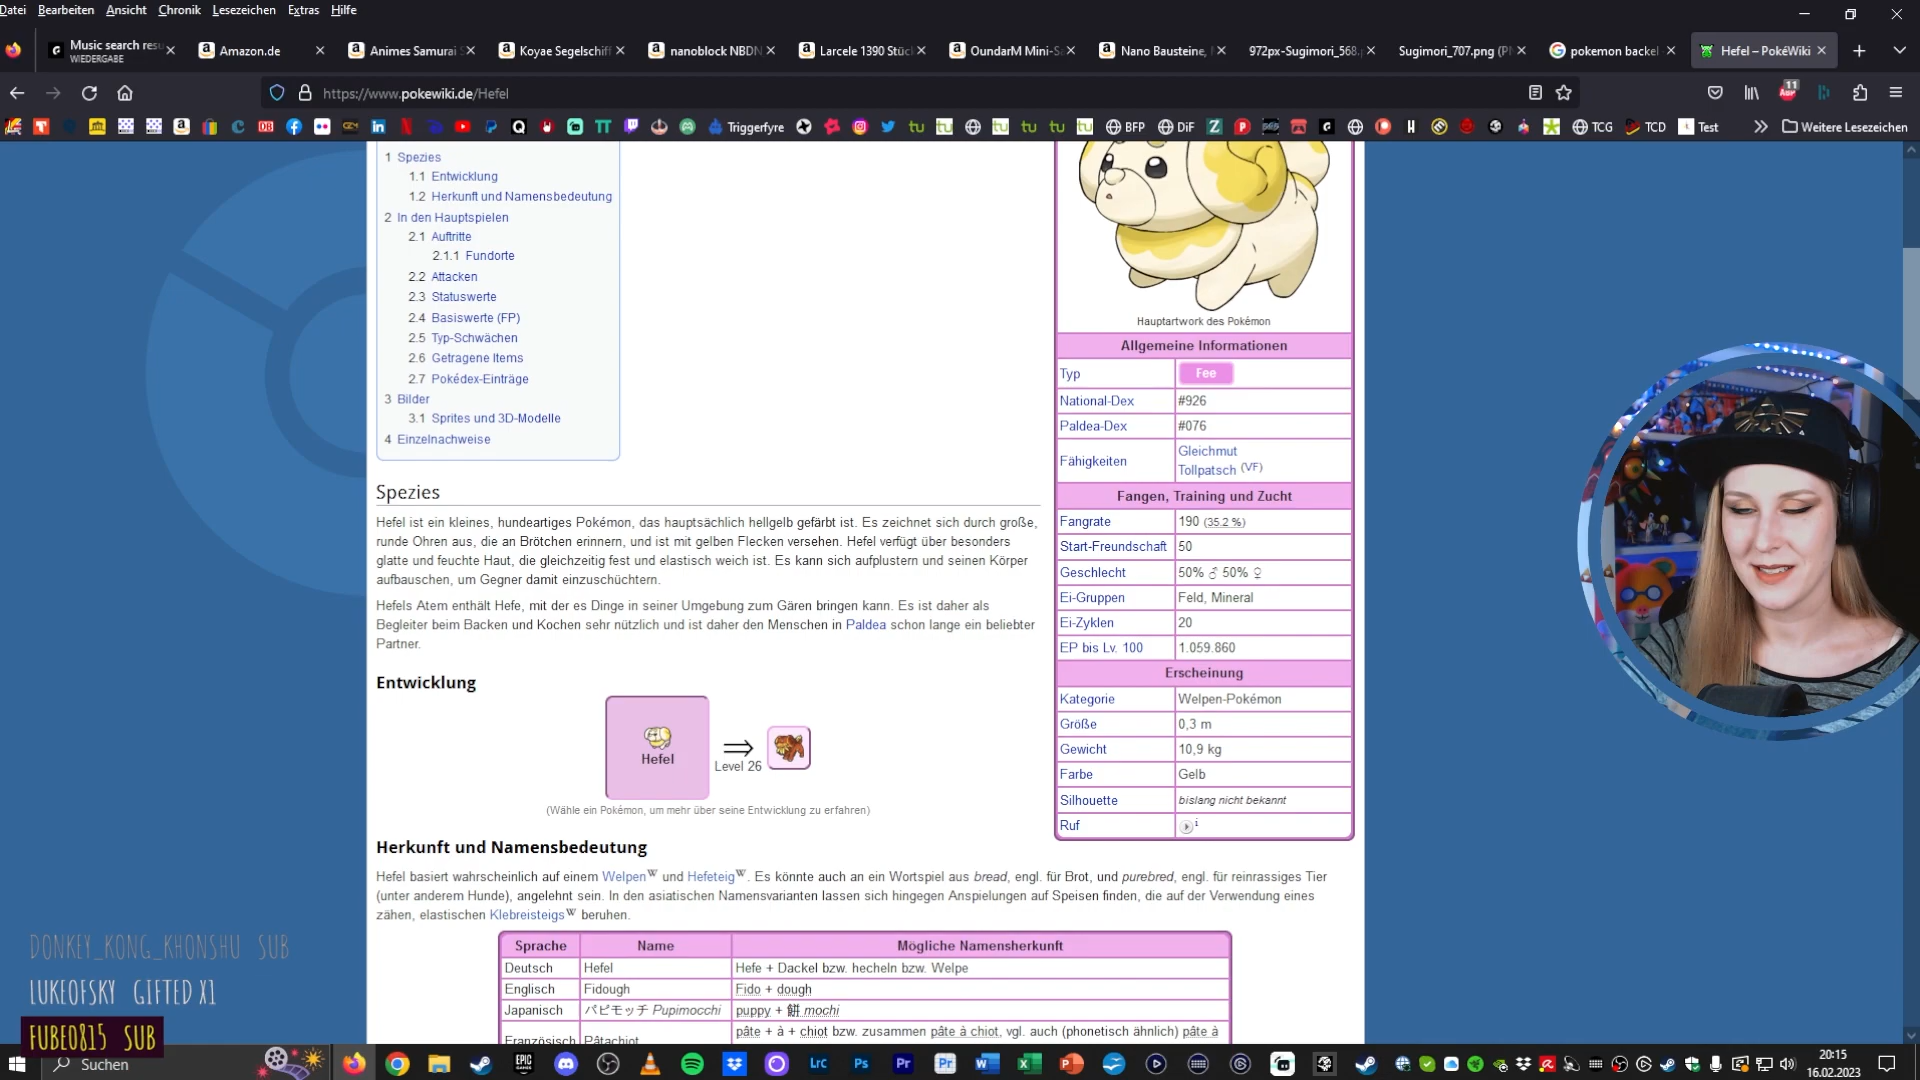 Datei Bearbeiten Ansicht Chronik Lesezeichen Extras Hilfe
Music search resu
WIEDERGABE
Amazon.de
Animes Samurai S
Koyae Segelschiff
nanoblock NBDN
Larcele 1390 Stüc
OundarM Mini-Sa
Nano Bausteine, M
972px-Sugimori_568.p
Sugimori_707.png (PN
pokemon backel
Hefel – PokéWiki
https://www.pokewiki.de/Hefel
11
Triggerfyre
BFP
DiF
TCG
TCD
Test
Weitere Lesezeichen
1 Spezies
1.1 Entwicklung
1.2 Herkunft und Namensbedeutung
2 In den Hauptspielen
2.1 Auftritte
2.1.1 Fundorte
2.2 Attacken
2.3 Statuswerte
2.4 Basiswerte (FP)
2.5 Typ-Schwächen
2.6 Getragene Items
2.7 Pokédex-Einträge
3 Bilder
3.1 Sprites und 3D-Modelle
4 Einzelnachweise
Hauptartwork des Pokémon
Allgemeine Informationen
Typ Fee
National-Dex #926
Paldea-Dex #076
Fähigkeiten Gleichmut
Tollpatsch (VF)
Fangen, Training und Zucht
Fangrate 190 (35.2 %)
Start-Freundschaft 50
Geschlecht 50% ♂ 50% ♀
Ei-Gruppen Feld, Mineral
Ei-Zyklen 20
EP bis Lv. 100 1.059.860
Erscheinung
Kategorie Welpen-Pokémon
Größe 0,3 m
Gewicht 10,9 kg
Farbe Gelb
Silhouette bislang nicht bekannt
Ruf i
Spezies
Hefel ist ein kleines, hundeartiges Pokémon, das hauptsächlich hellgelb gefärbt ist. Es zeichnet sich durch große,
runde Ohren aus, die an Brötchen erinnern, und ist mit gelben Flecken versehen. Hefel verfügt über besonders
glatte und feuchte Haut, die gleichzeitig fest und elastisch weich ist. Es kann sich aufplustern und seinen Körper
aufbauschen, um Gegner damit einzuschüchtern.
Hefels Atem enthält Hefe, mit der es Dinge in seiner Umgebung zum Gären bringen kann. Es ist daher als
Begleiter beim Backen und Kochen sehr nützlich und ist daher den Menschen in Paldea schon lange ein beliebter
Partner.
Entwicklung
Hefel
⇒
Level 26
(Wähle ein Pokémon, um mehr über seine Entwicklung zu erfahren)
Herkunft und Namensbedeutung
Hefel basiert wahrscheinlich auf einem Welpen W und Hefeteig W. Es könnte auch an ein Wortspiel aus bread, engl. für Brot, und purebred, engl. für reinrassiges Tier
(unter anderem Hunde), angelehnt sein. In den asiatischen Namensvarianten lassen sich hingegen Anspielungen auf Speisen finden, die auf der Verwendung eines
zähen, elastischen Klebreisteigs W beruhen.
Sprache Name Mögliche Namensherkunft
Deutsch Hefel Hefe + Dackel bzw. hecheln bzw. Welpe
Englisch Fidough Fido + dough
Japanisch パピモッチ Pupimocchi puppy + 餅 mochi
Französisch Pâtachiot pâte + à + chiot bzw. zusammen pâte à chiot, vgl. auch (phonetisch ähnlich) pâte à
DONKEY_KONG_KHONSHU SUB
LUKEOFSKY GIFTED X1
FUBE0815 SUB
Suchen
20:15
16.02.2023